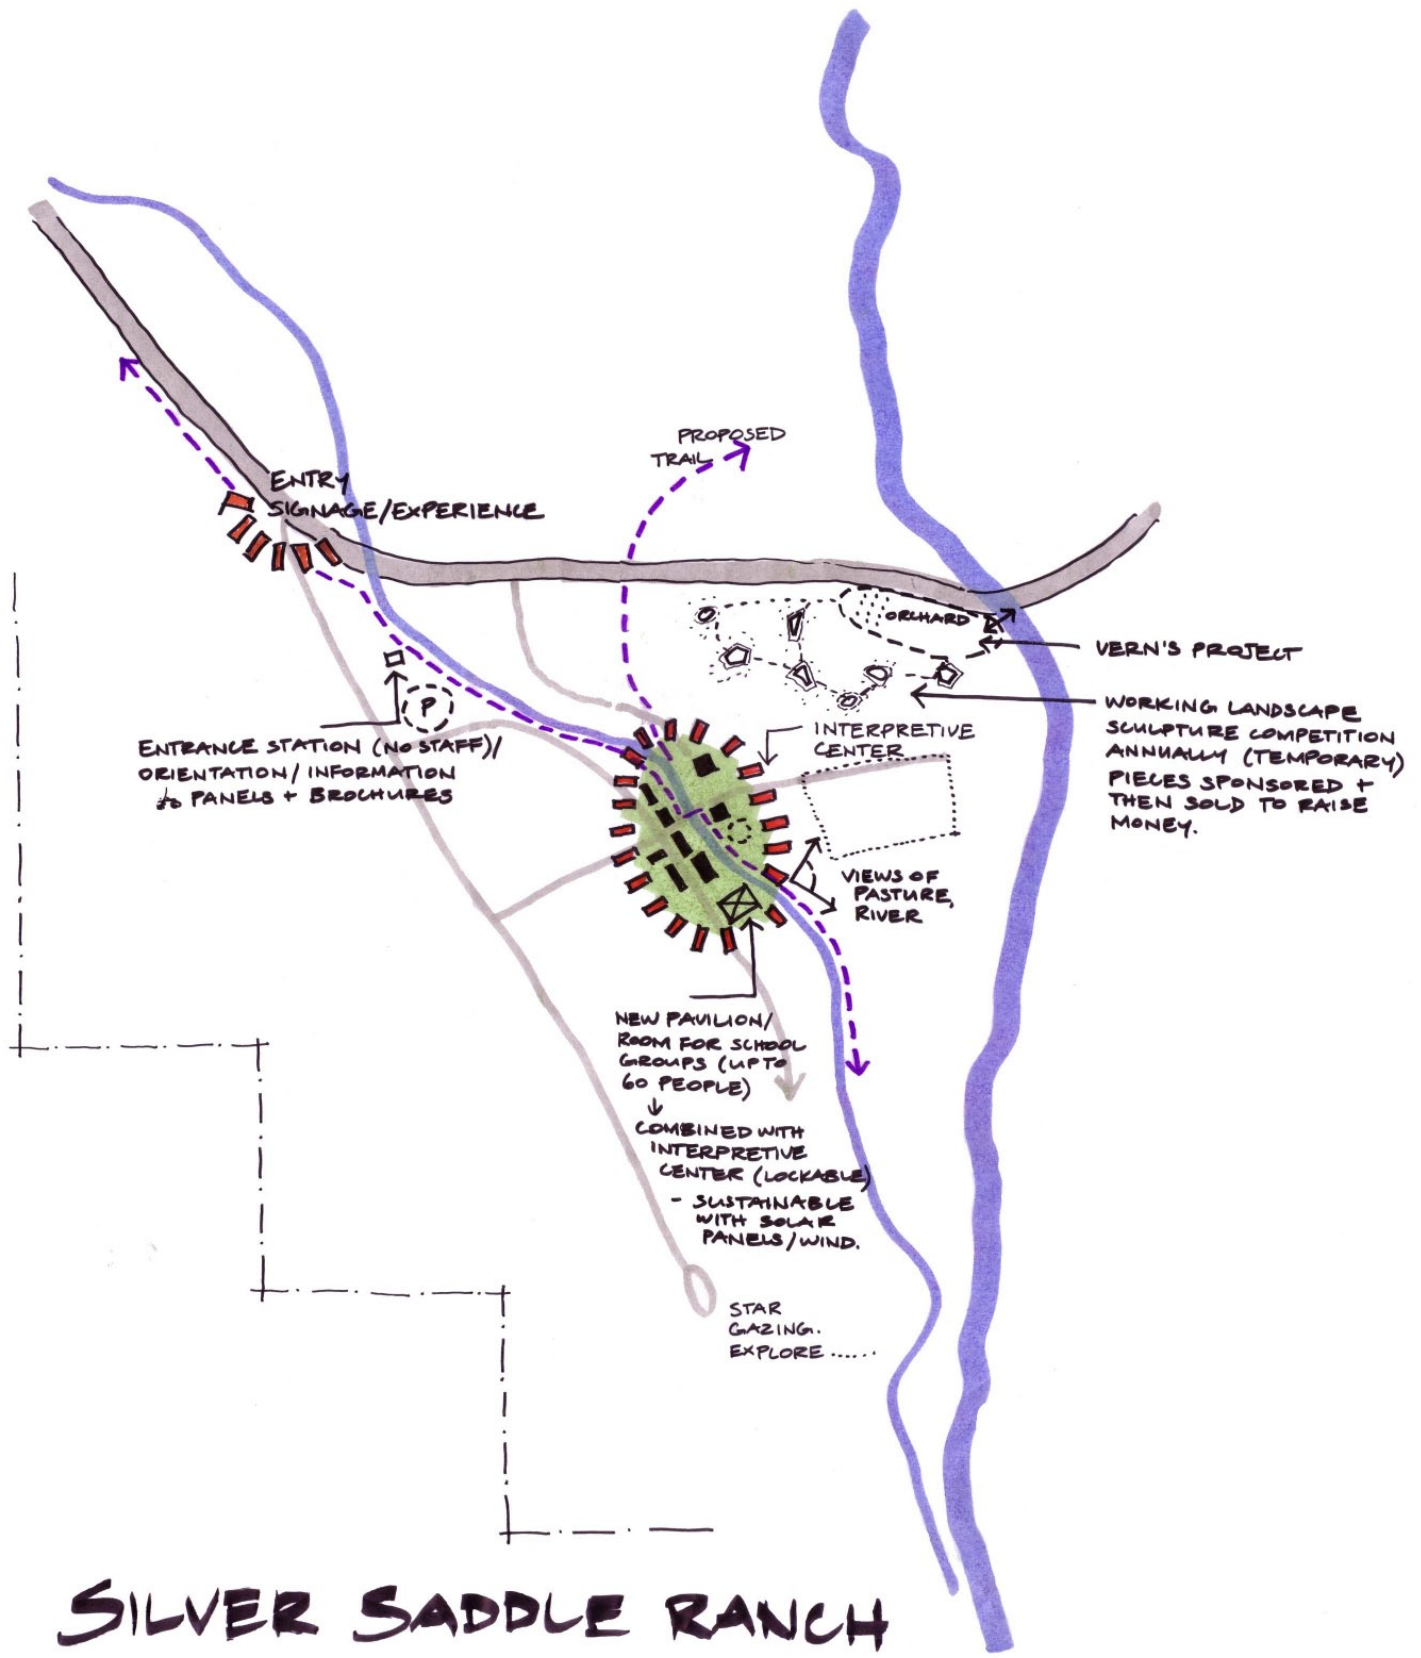 PROPOSED
TRAIL
ENTRY
SIGNAGE/EXPERIENCE
ORCHARD
VERN'S PROJECT
P
WORKING LANDSCAPE
SCULPTURE COMPETITION
ANNUALLY (TEMPORARY)
PIECES SPONSORED +
THEN SOLD TO RAISE
MONEY.
INTERPRETIVE
CENTER
ENTRANCE STATION (NO STAFF)/
ORIENTATION/INFORMATION
PANELS + BROCHURES
VIEWS OF
PASTURE,
RIVER
NEW PAVILION/
ROOM FOR SCHOOL
GROUPS (UP TO
60 PEOPLE)
COMBINED WITH
INTERPRETIVE
CENTER (LOCKABLE)
- SUSTAINABLE
WITH SOLAR
PANELS/WIND.
STAR
GAZING.
EXPLORE ......
SILVER SADDLE RANCH